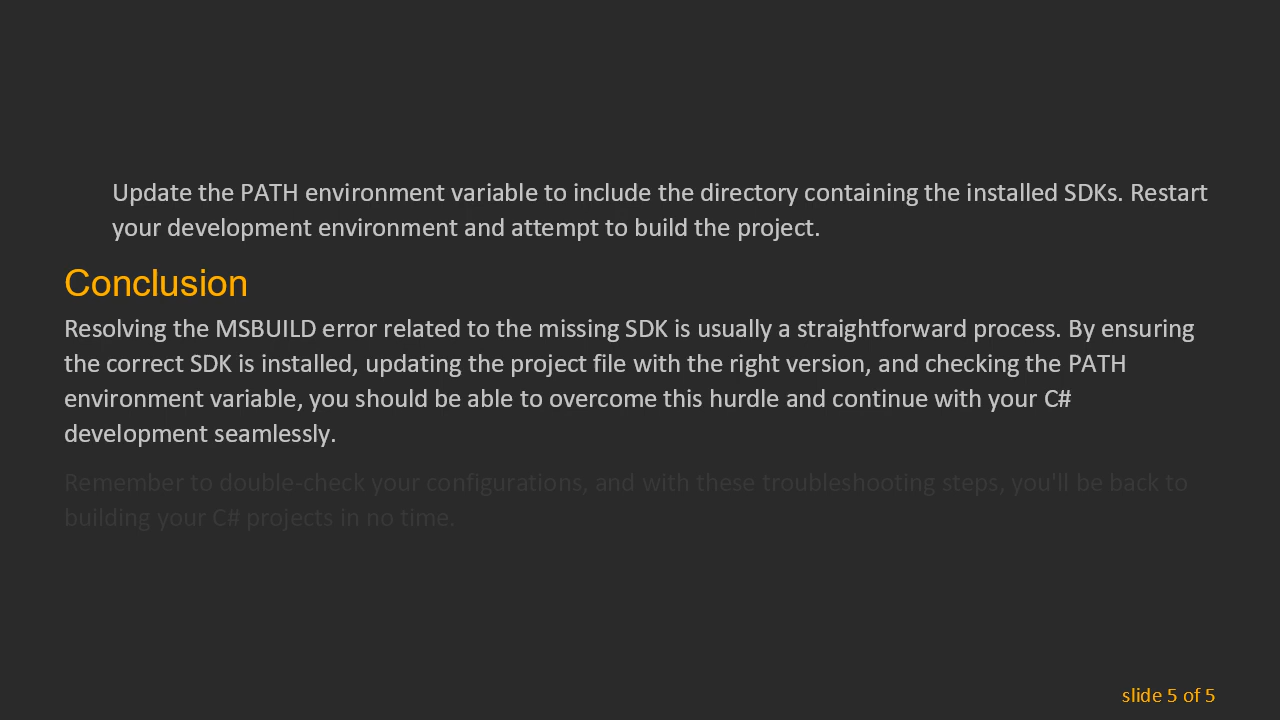 Update the PATH environment variable to include the directory containing the installed SDKs. Restart
your development environment and attempt to build the project.
Conclusion
Resolving the MSBUILD error related to the missing SDK is usually a straightforward process. By ensuring
the correct SDK is installed, updating the project file with the right version, and checking the PATH
environment variable, you should be able to overcome this hurdle and continue with your C#
development seamlessly.
Remember to double-check your configurations, and with these troubleshooting steps, you'll be back to
building your C# projects in no time.
slide 5 of 5